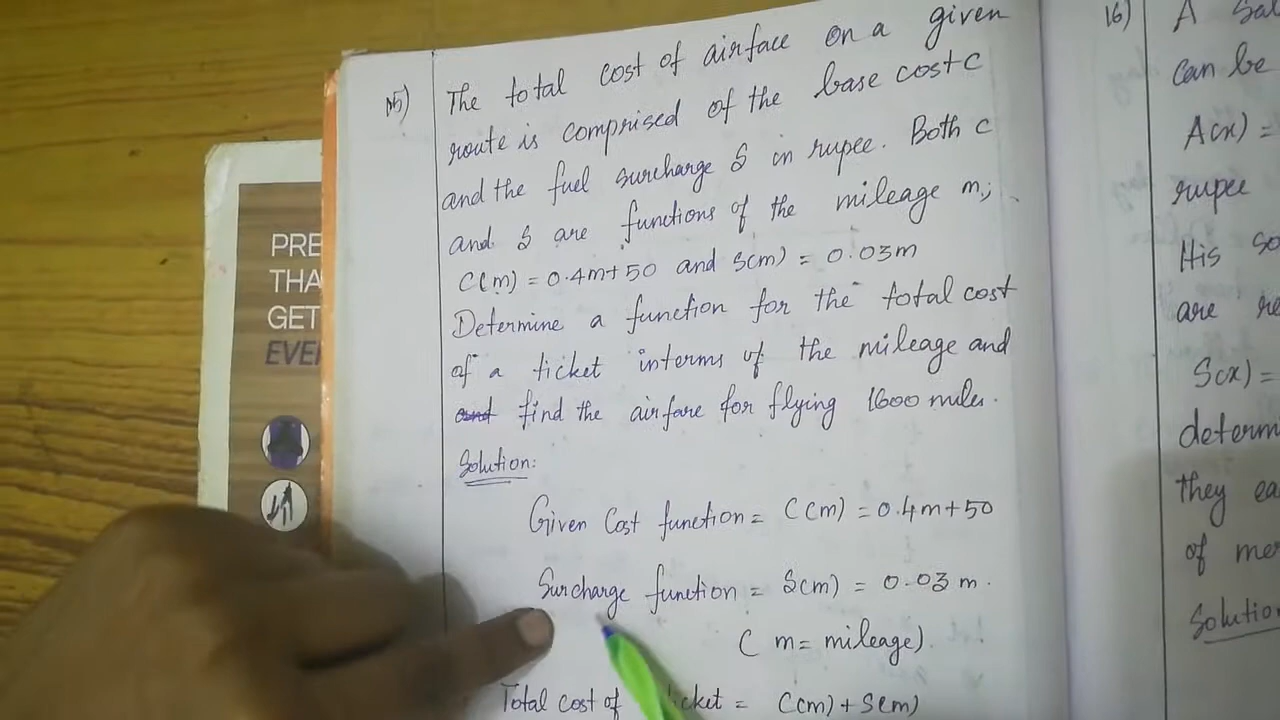 15) The total cost of airface on a given
route is comprised of the base cost C
and the fuel surcharge S in rupee. Both C
and S are functions of the mileage m;
C(m) = 0.4m+50 and S(m) = 0.03m
Determine a function for the total cost
of a ticket interms of the mileage and
and find the airfare for flying 1600 miles.
Solution:
Given Cost function = C(m) = 0.4m+50
Surcharge function = S(m) = 0.03 m.
( m = mileage)
Total cost of ticket = C(m) + S(m)
16) A
Can be
A(x) =
rupee
His
are
S(x) =
they
of
Solution
PRE
THA
GET
EVE